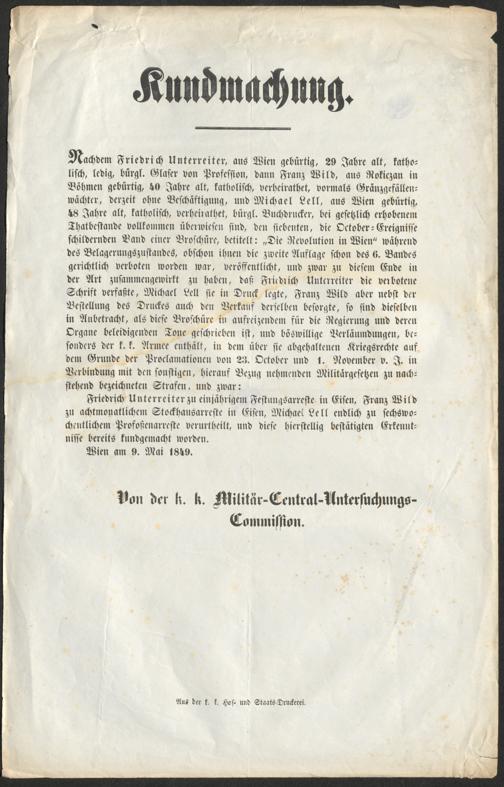 Kundmachung.
Nachdem Friedrich Unterreiter, aus Wien gebürtig, 29 Jahre alt, katho-
lisch, ledig, bürgl. Glaser von Profession, dann Franz Wild, aus Rokiczan in
Böhmen gebürtig, 40 Jahre alt, katholisch, verheirathet, vormals Gränzgefällen-
wächter, derzeit ohne Beschäftigung, und Michael Lell, aus Wien gebürtig,
48 Jahre alt, katholisch, verheirathet, bürgl. Buchdrucker, bei gesetzlich erhobenem
Thatbestande vollkommen überwiesen sind, den siebenten, die October-Ereignisse
schildernden Band einer Broschüre, betitelt: „Die Revolution in Wien“ während
des Belagerungszustandes, obschon ihnen die zweite Auflage schon des 6. Bandes
gerichtlich verboten worden war, veröffentlicht, und zwar zu diesem Ende in
der Art zusammengewirkt zu haben, daß Friedrich Unterreiter die verbotene
Schrift verfaßte, Michael Lell sie in Druck legte, Franz Wild aber nebst der
Bestellung des Druckes auch den Verkauf derselben besorgte, so sind dieselben
in Anbetracht, als diese Broschüre in aufreizendem für die Regierung und deren
Organe beleidigenden Tone geschrieben ist, und böswillige Verläumdungen, be-
sonders der k. k. Armee enthält, in dem über sie abgehaltenen Kriegsrechte auf
dem Grunde der Proclamationen von 23. October und 1. November v. J. in
Verbindung mit den sonstigen, hierauf Bezug nehmenden Militärgesetzen zu nach-
stehend bezeichneten Strafen, und zwar:
Friedrich Unterreiter zu einjährigem Festungsarreste in Eisen, Franz Wild
zu achtmonatlichem Stockhausarreste in Eisen, Michael Lell endlich zu sechswo-
chentlichem Profoßenarreste verurtheilt, und diese hierstellig bestätigten Erkennt-
nisse bereits kundgemacht worden.
Wien am 9. Mai 1849.
Von der k. k. Militär-Central-Untersuchungs-
Commission.
Aus der k. k. Hof- und Staats-Druckerei.